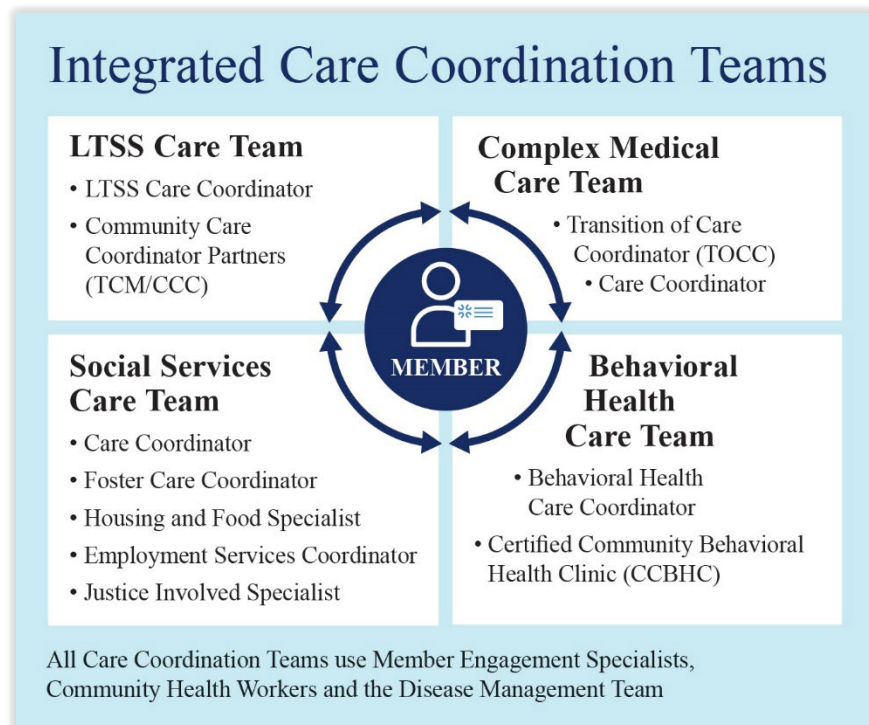 Integrated Care Coordination Teams
LTSS Care Team
• LTSS Care Coordinator
• Community Care
Coordinator Partners
(TCM/CCC)
Complex Medical
Care Team
• Transition of Care
Coordinator (TOCC)
• Care Coordinator
MEMBER
Social Services
Care Team
• Care Coordinator
• Foster Care Coordinator
• Housing and Food Specialist
• Employment Services Coordinator
• Justice Involved Specialist
Behavioral
Health
Care Team
• Behavioral Health
Care Coordinator
• Certified Community Behavioral
Health Clinic (CCBHC)
All Care Coordination Teams use Member Engagement Specialists,
Community Health Workers and the Disease Management Team